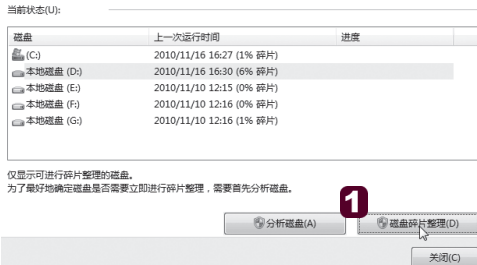 当前状态(U):
磁盘 上一次运行时间 进度
(C:) 2010/11/16 16:27 (1% 碎片)
本地磁盘 (D:) 2010/11/16 16:30 (6% 碎片)
本地磁盘 (E:) 2010/11/10 12:15 (0% 碎片)
本地磁盘 (F:) 2010/11/10 12:16 (0% 碎片)
本地磁盘 (G:) 2010/11/10 12:16 (1% 碎片)
仅显示可进行碎片整理的磁盘。
为了最好地确定磁盘是否需要立即进行碎片整理，需要首先分析磁盘。
1
分析磁盘(A) 磁盘碎片整理(D)
关闭(C)